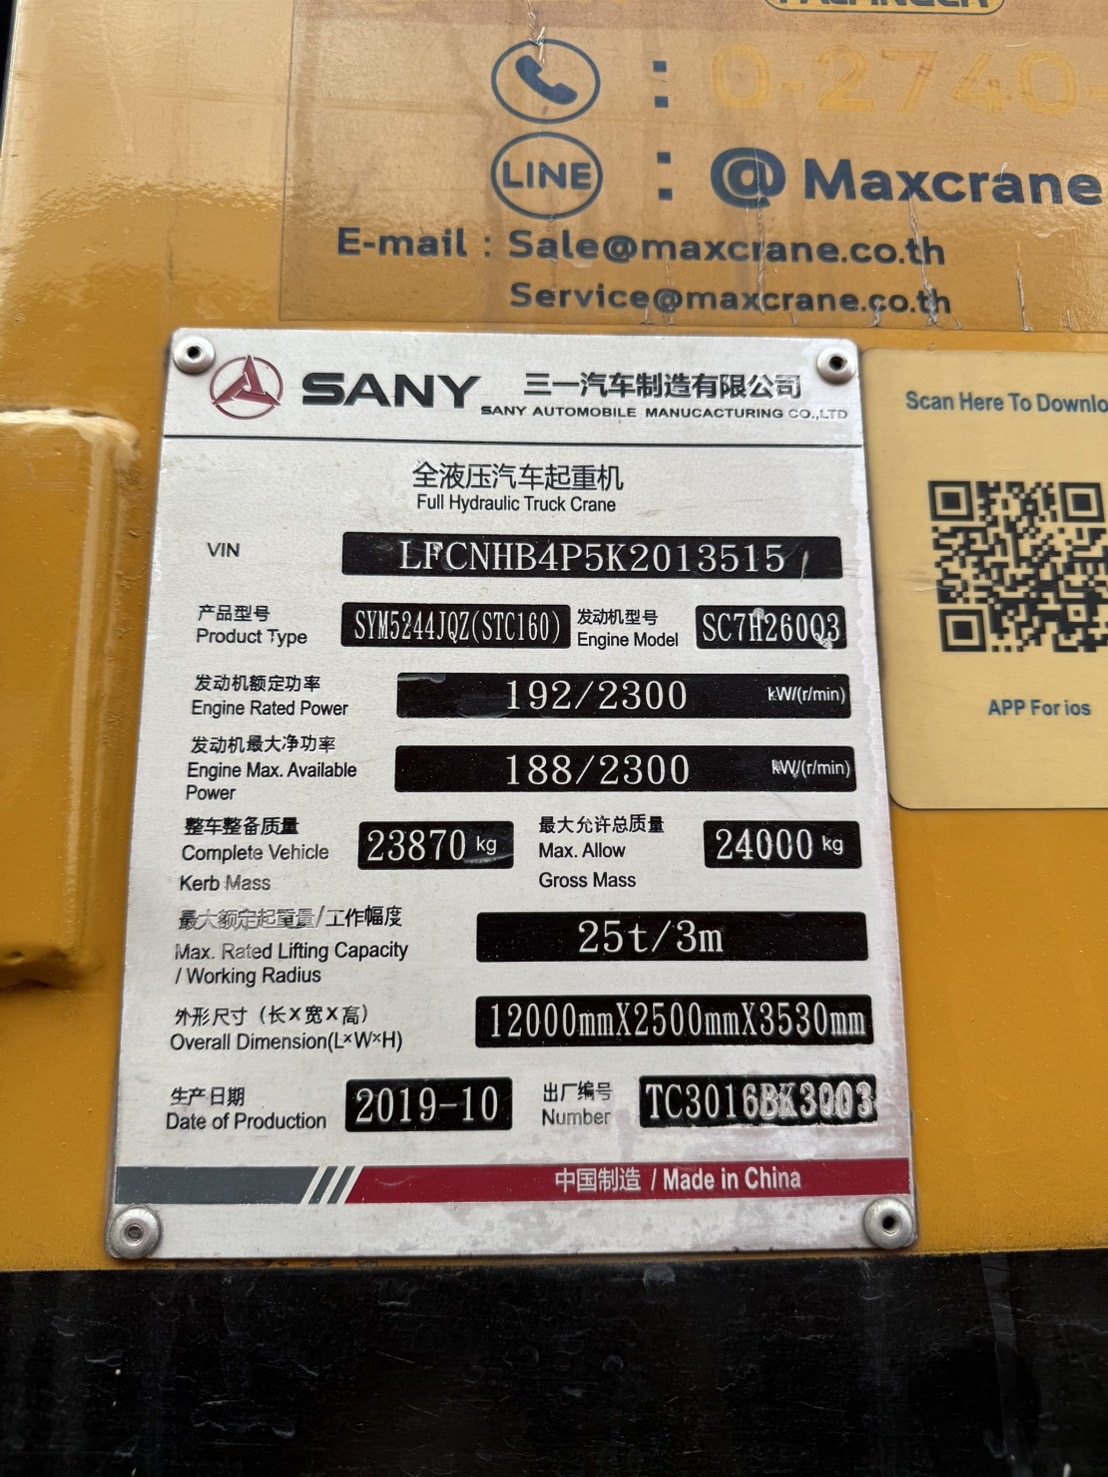 : 0-2740-
LINE : @Maxcrane
E-mail : Sale@maxcrane.co.th
Service@maxcrane.co.th
SANY 三一汽车制造有限公司
SANY AUTOMOBILE MANUCACTURING CO.,LTD
全液压汽车起重机
Full Hydraulic Truck Crane
VIN LFCNHB4P5K2013515
产品型号 发动机型号
Product Type SYM5244JQZ(STC160) Engine Model SC7H260Q3
发动机额定功率
Engine Rated Power 192/2300 kW/(r/min)
发动机最大净功率
Engine Max. Available 188/2300 kW/(r/min)
Power
整车整备质量 最大允许总质量
Complete Vehicle 23870 kg Max. Allow 24000 kg
Kerb Mass Gross Mass
最大额定起重量/工作幅度
Max. Rated Lifting Capacity 25t/3m
/ Working Radius
外形尺寸（长×宽×高）
Overall Dimension(L×W×H) 12000mmX2500mmX3530mm
生产日期 出厂编号
Date of Production 2019-10 Number TC3016BK3003
中国制造 / Made in China
Scan Here To Downlo
APP For ios